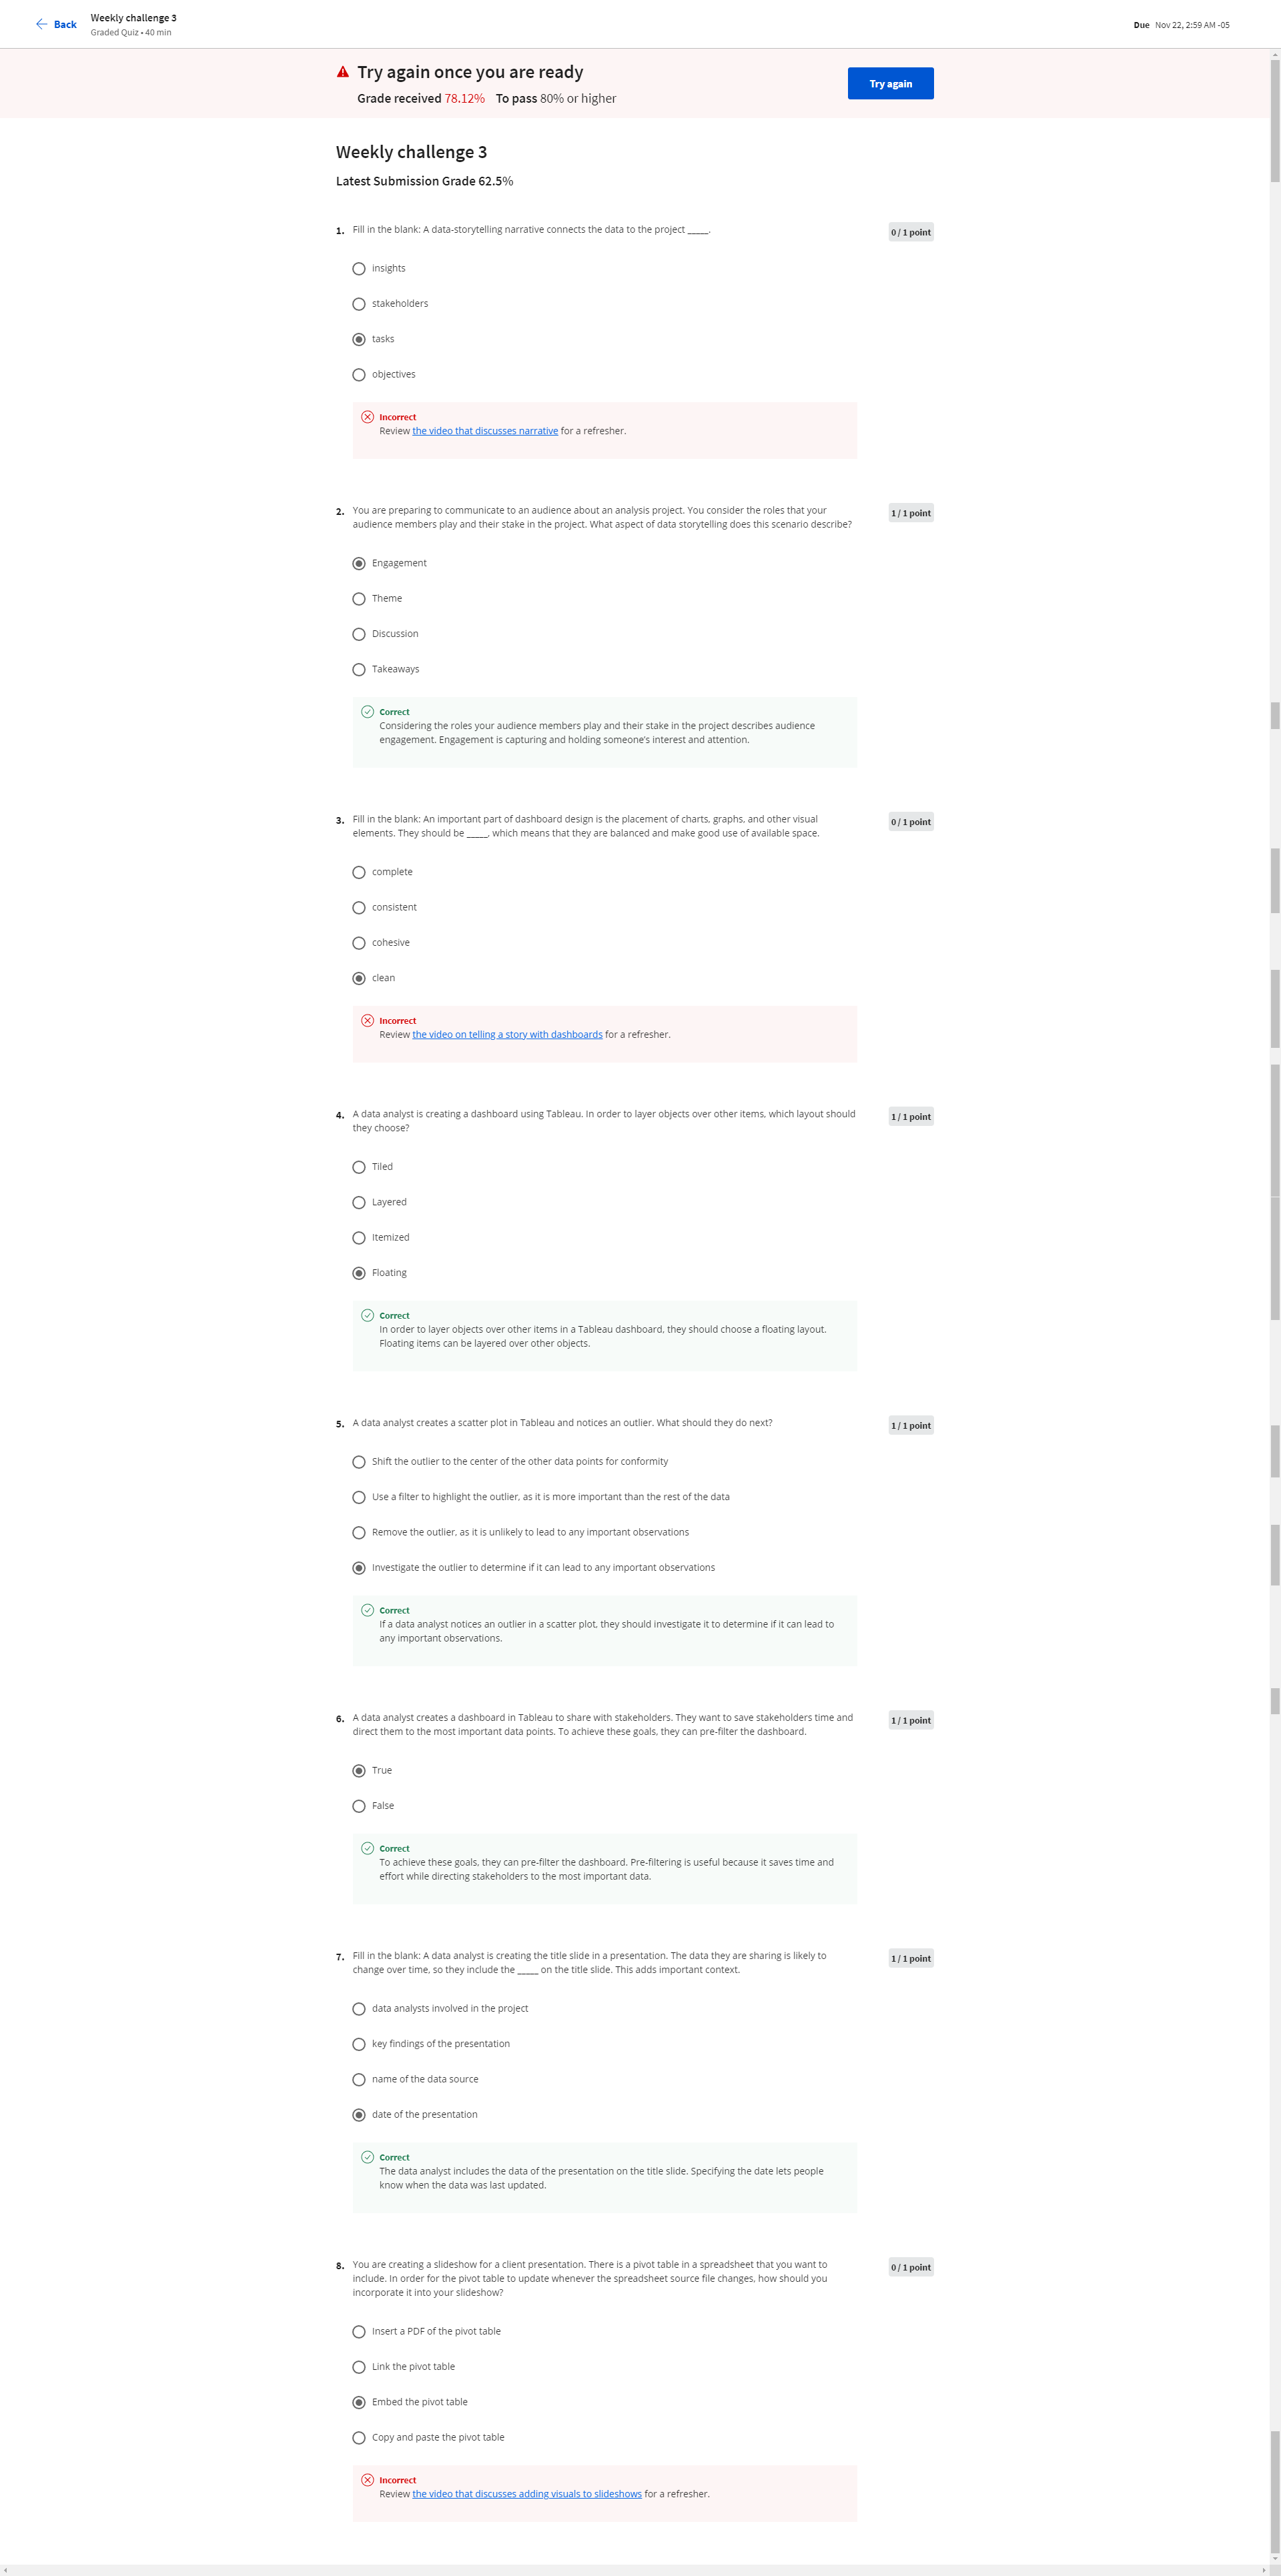 Back
Weekly challenge 3
Graded Quiz • 40 min
Due Nov 22, 2:59 AM -05
Try again once you are ready
Grade received 78.12% To pass 80% or higher
Try again
Weekly challenge 3
Latest Submission Grade 62.5%
1. Fill in the blank: A data-storytelling narrative connects the data to the project _____.
0 / 1 point
insights
stakeholders
tasks
objectives
Incorrect
Review the video that discusses narrative for a refresher.
2. You are preparing to communicate to an audience about an analysis project. You consider the roles that your
audience members play and their stake in the project. What aspect of data storytelling does this scenario describe?
1 / 1 point
Engagement
Theme
Discussion
Takeaways
Correct
Considering the roles your audience members play and their stake in the project describes audience
engagement. Engagement is capturing and holding someone's interest and attention.
3. Fill in the blank: An important part of dashboard design is the placement of charts, graphs, and other visual
elements. They should be _____, which means that they are balanced and make good use of available space.
0 / 1 point
complete
consistent
cohesive
clean
Incorrect
Review the video on telling a story with dashboards for a refresher.
4. A data analyst is creating a dashboard using Tableau. In order to layer objects over other items, which layout should
they choose?
1 / 1 point
Tiled
Layered
Itemized
Floating
Correct
In order to layer objects over other items in a Tableau dashboard, they should choose a floating layout.
Floating items can be layered over other objects.
5. A data analyst creates a scatter plot in Tableau and notices an outlier. What should they do next?
1 / 1 point
Shift the outlier to the center of the other data points for conformity
Use a filter to highlight the outlier, as it is more important than the rest of the data
Remove the outlier, as it is unlikely to lead to any important observations
Investigate the outlier to determine if it can lead to any important observations
Correct
If a data analyst notices an outlier in a scatter plot, they should investigate it to determine if it can lead to
any important observations.
6. A data analyst creates a dashboard in Tableau to share with stakeholders. They want to save stakeholders time and
direct them to the most important data points. To achieve these goals, they can pre-filter the dashboard.
1 / 1 point
True
False
Correct
To achieve these goals, they can pre-filter the dashboard. Pre-filtering is useful because it saves time and
effort while directing stakeholders to the most important data.
7. Fill in the blank: A data analyst is creating the title slide in a presentation. The data they are sharing is likely to
change over time, so they include the _____ on the title slide. This adds important context.
1 / 1 point
data analysts involved in the project
key findings of the presentation
name of the data source
date of the presentation
Correct
The data analyst includes the data of the presentation on the title slide. Specifying the date lets people
know when the data was last updated.
8. You are creating a slideshow for a client presentation. There is a pivot table in a spreadsheet that you want to
include. In order for the pivot table to update whenever the spreadsheet source file changes, how should you
incorporate it into your slideshow?
0 / 1 point
Insert a PDF of the pivot table
Link the pivot table
Embed the pivot table
Copy and paste the pivot table
Incorrect
Review the video that discusses adding visuals to slideshows for a refresher.